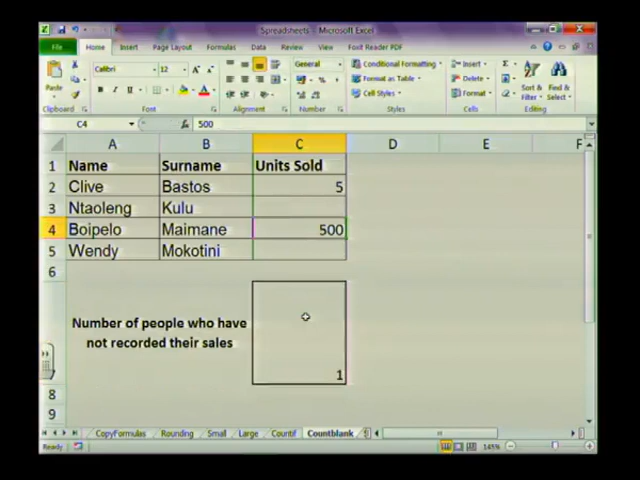 Spreadsheets - Microsoft Excel
File Home Insert Page Layout Formulas Data Review View Foxit Reader PDF
Calibri 12 General Conditional Formatting Insert
Paste Format as Table Delete Sort & Find &
Cell Styles Format Filter Select
Clipboard Font Alignment Number Styles Cells Editing
C4 fx 500
A B C D E F
1 Name Surname Units Sold
2 Clive Bastos 5
3 Ntaoleng Kulu
4 Boipelo Maimane 500
5 Wendy Mokotini
6
Number of people who have
not recorded their sales
7 1
8
9
CopyFormulas Rounding Small Large Countif Countblank
Ready 145%